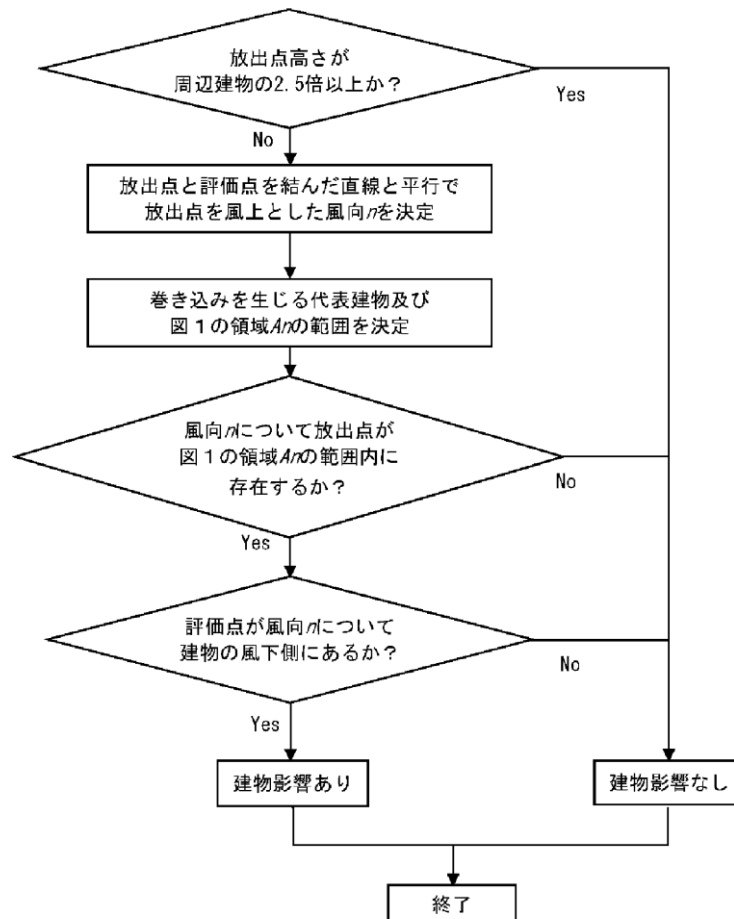 放出点高さが
周辺建物の2.5倍以上か?
Yes
No
放出点と評価点を結んだ直線と平行で
放出点を風上とした風向nを決定
巻き込みを生じる代表建物及び
図1の領域Anの範囲を決定
風向nについて放出点が
図1の領域Anの範囲内に
存在するか?
No
Yes
評価点が風向nについて
建物の風下側にあるか?
No
Yes
建物影響あり
建物影響なし
終了